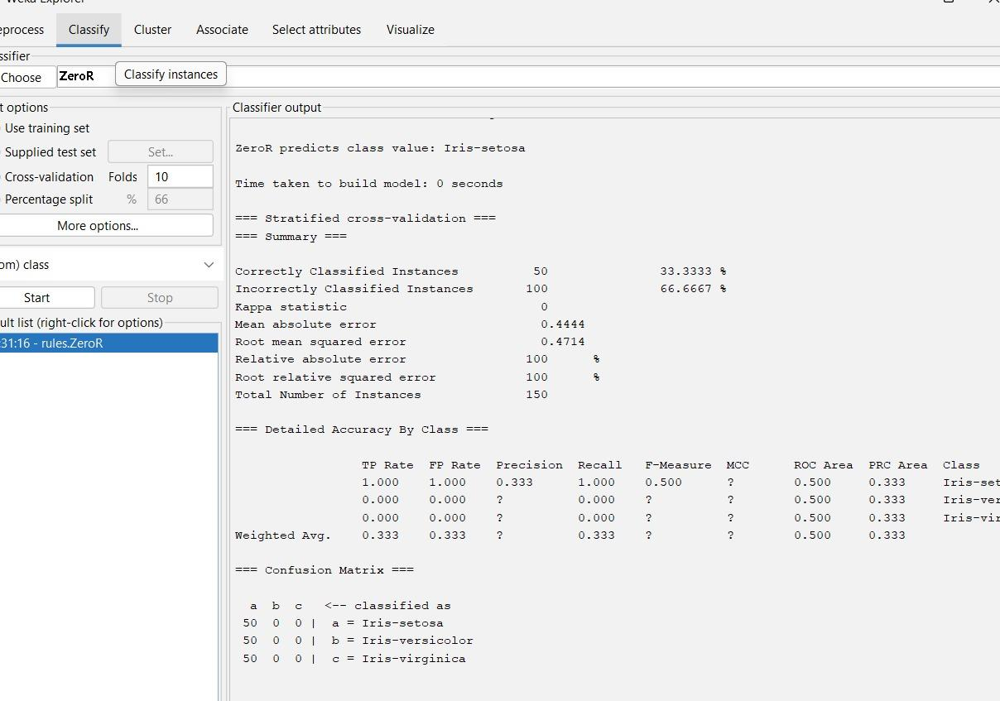 Weka Explorer
eprocess Classify Cluster Associate Select attributes Visualize
ssifier
Choose ZeroR Classify instances
t options
Use training set
Supplied test set Set...
Cross-validation Folds 10
Percentage split % 66
More options...
om) class
Start Stop
ult list (right-click for options)
:31:16 - rules.ZeroR
Classifier output
ZeroR predicts class value: Iris-setosa
Time taken to build model: 0 seconds
=== Stratified cross-validation ===
=== Summary ===
Correctly Classified Instances 50 33.3333 %
Incorrectly Classified Instances 100 66.6667 %
Kappa statistic 0
Mean absolute error 0.4444
Root mean squared error 0.4714
Relative absolute error 100 %
Root relative squared error 100 %
Total Number of Instances 150
=== Detailed Accuracy By Class ===
TP Rate FP Rate Precision Recall F-Measure MCC ROC Area PRC Area Class
1.000 1.000 0.333 1.000 0.500 ? 0.500 0.333 Iris-set
0.000 0.000 ? 0.000 ? ? 0.500 0.333 Iris-ver
0.000 0.000 ? 0.000 ? ? 0.500 0.333 Iris-vir
Weighted Avg. 0.333 0.333 ? 0.333 ? ? 0.500 0.333
=== Confusion Matrix ===
a b c <-- classified as
50 0 0 | a = Iris-setosa
50 0 0 | b = Iris-versicolor
50 0 0 | c = Iris-virginica